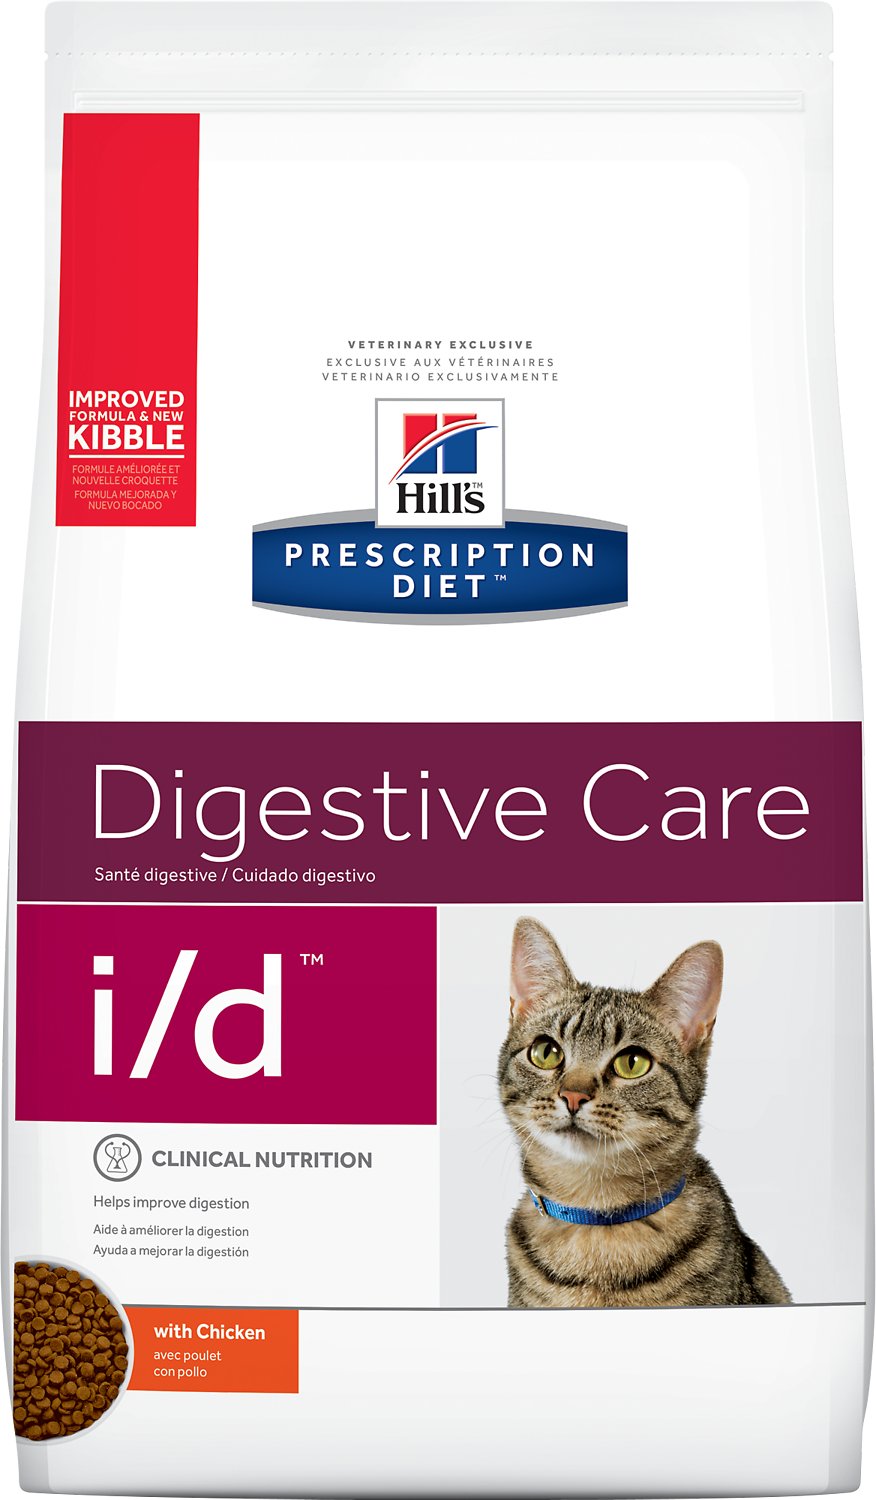 VETERINARY EXCLUSIVE
EXCLUSIVE AUX VÉTÉRINAIRES
VETERINARIO EXCLUSIVAMENTE
IMPROVED
FORMULA & NEW
KIBBLE
FORMULE AMÉLIORÉE ET
NOUVELLE CROQUETTE
FORMULA MEJORADA Y
NUEVO BOCADO
Hill's™
PRESCRIPTION
DIET™
Digestive Care
Santé digestive / Cuidado digestivo
i/d™
CLINICAL NUTRITION
Helps improve digestion
Aide à améliorer la digestion
Ayuda a mejorar la digestión
with Chicken
avec poulet
con pollo